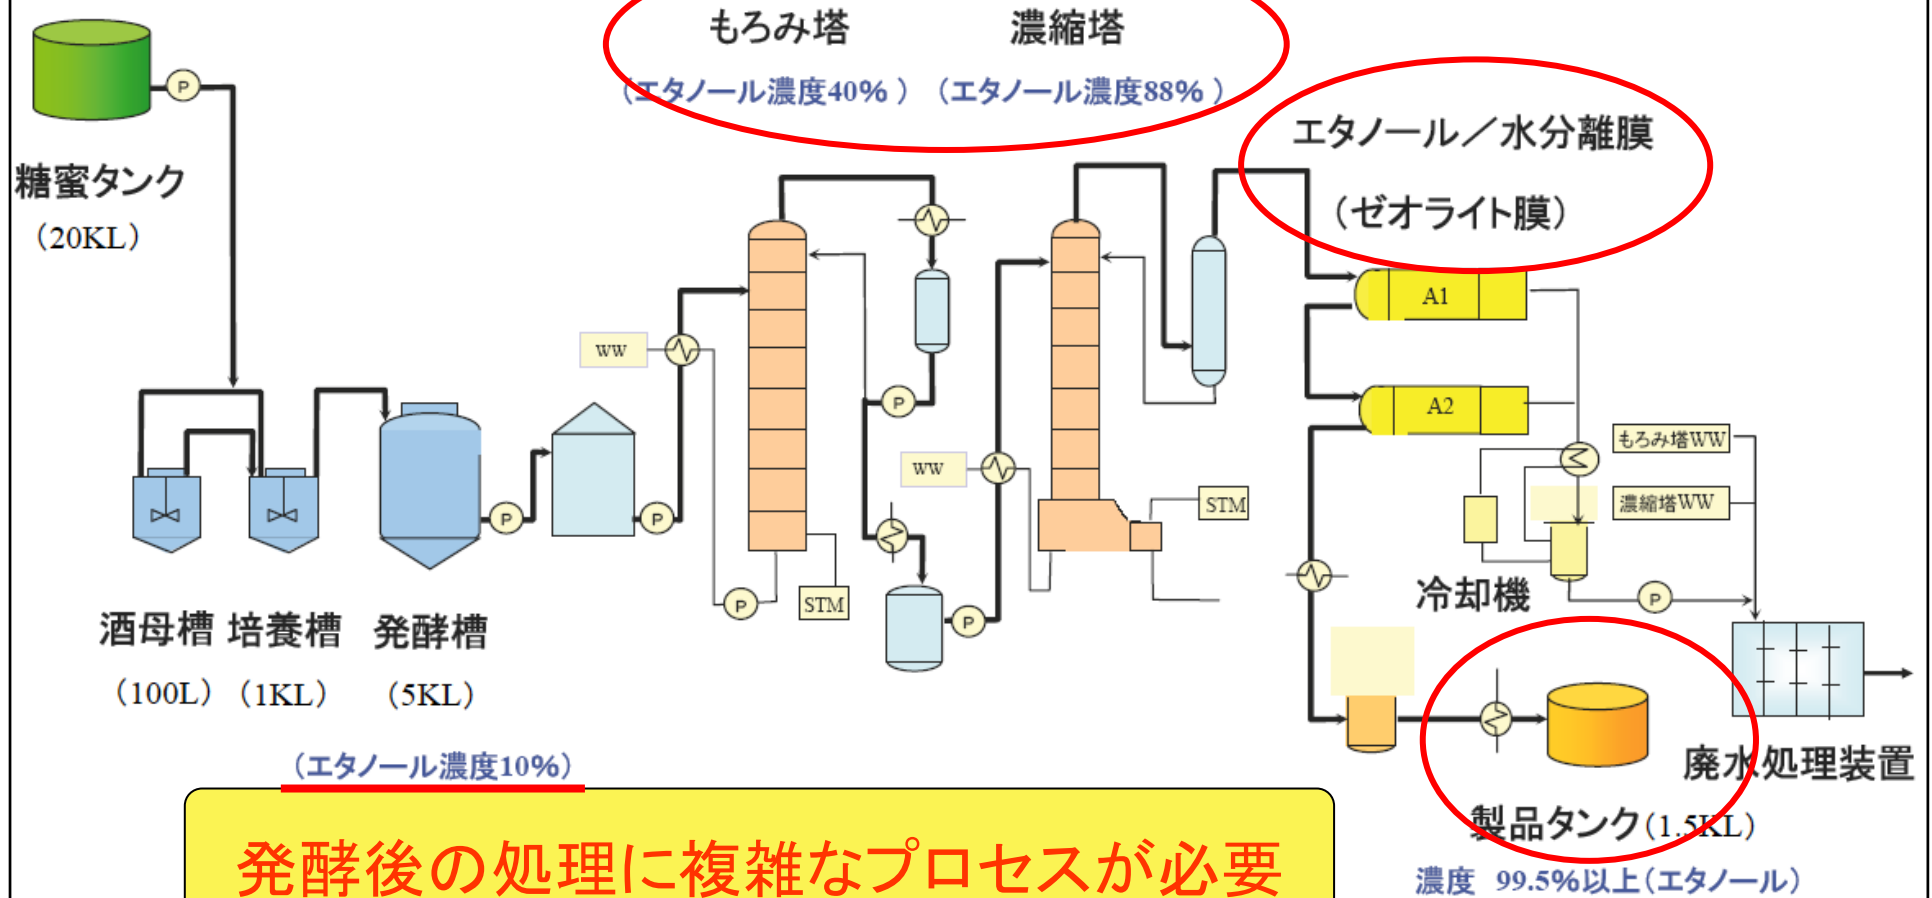 もろみ塔 濃縮塔
（エタノール濃度40%） （エタノール濃度88%）
エタノール／水分離膜
（ゼオライト膜）
P
糖蜜タンク
（20KL）
A1
WW
P
A2
もろみ塔WW
WW
濃縮塔WW
STM
P
P
冷却機
P
STM
P
P
酒母槽 培養槽 発酵槽
（100L） （1KL） （5KL）
（エタノール濃度10%）
廃水処理装置
製品タンク（1.5KL）
濃度 99.5%以上（エタノール）
発酵後の処理に複雑なプロセスが必要